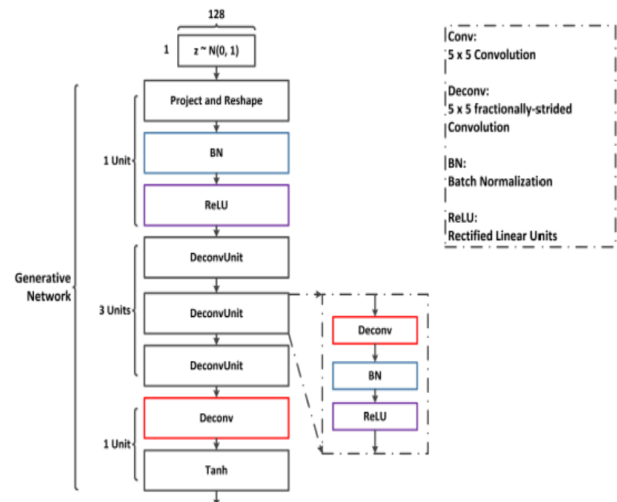 128
1
z ~ N(0, 1)
Project and Reshape
BN
ReLU
1 Unit
DeconvUnit
DeconvUnit
DeconvUnit
3 Units
Generative
Network
Deconv
Tanh
1 Unit
Deconv
BN
ReLU
Conv:
5 x 5 Convolution
Deconv:
5 x 5 fractionally-strided
Convolution
BN:
Batch Normalization
ReLU:
Rectified Linear Units